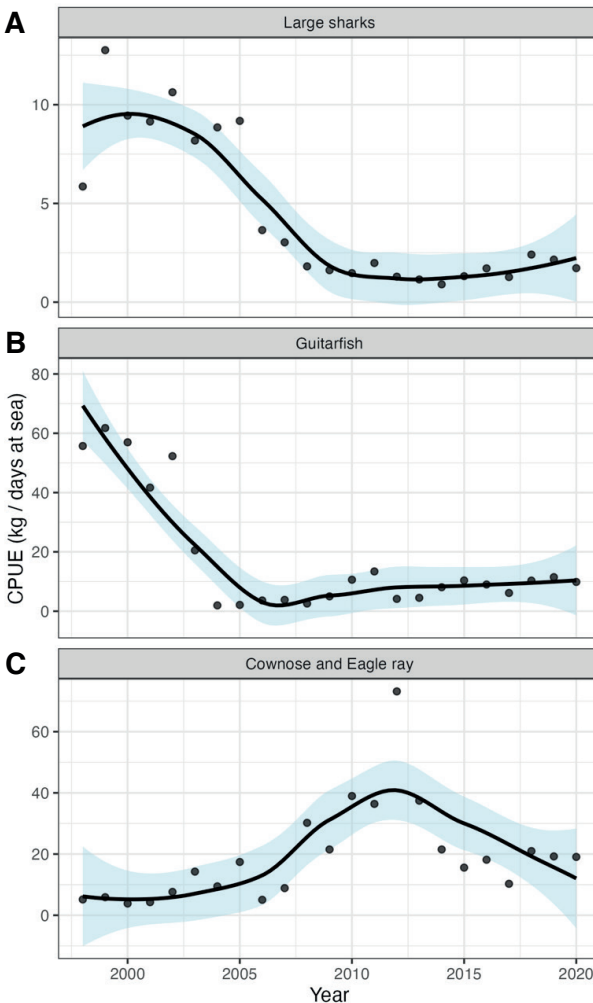 A
Large sharks
10
5
0
B
Guitarfish
80
60
40
20
0
CPUE (kg / days at sea)
C
Cownose and Eagle ray
60
40
20
0
2000 2005 2010 2015 2020
Year